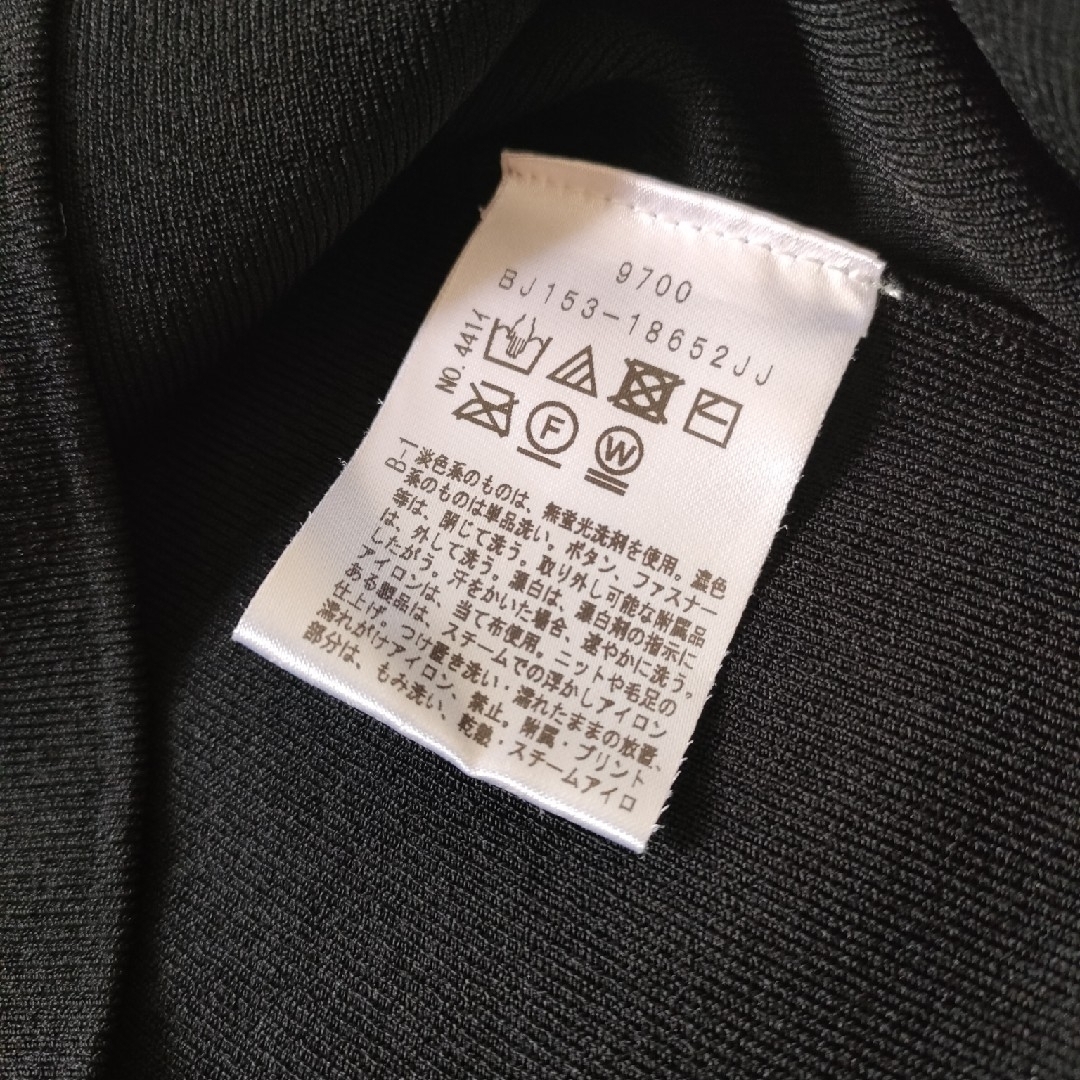 9700
BJ153-18652JJ
NO. 4414
F
W
B-1
淡色系のものは、無蛍光洗剤を使用。濃色
系のものは単品洗い。ボタン、ファスナー
等は、閉じて洗う。取り外し可能な附属品
は、外して洗う。漂白は、漂白剤の指示に
したがう。汗をかいた場合、速やかに洗う。
アイロンは、当て布使用。ニットや毛足の
ある製品は、スチームでの浮かしアイロン
仕上げ。つけ置き洗い・濡れたままの放置、
濡れがけアイロン、禁止。附属・プリント
部分は、もみ洗い、乾熱・スチームアイロ